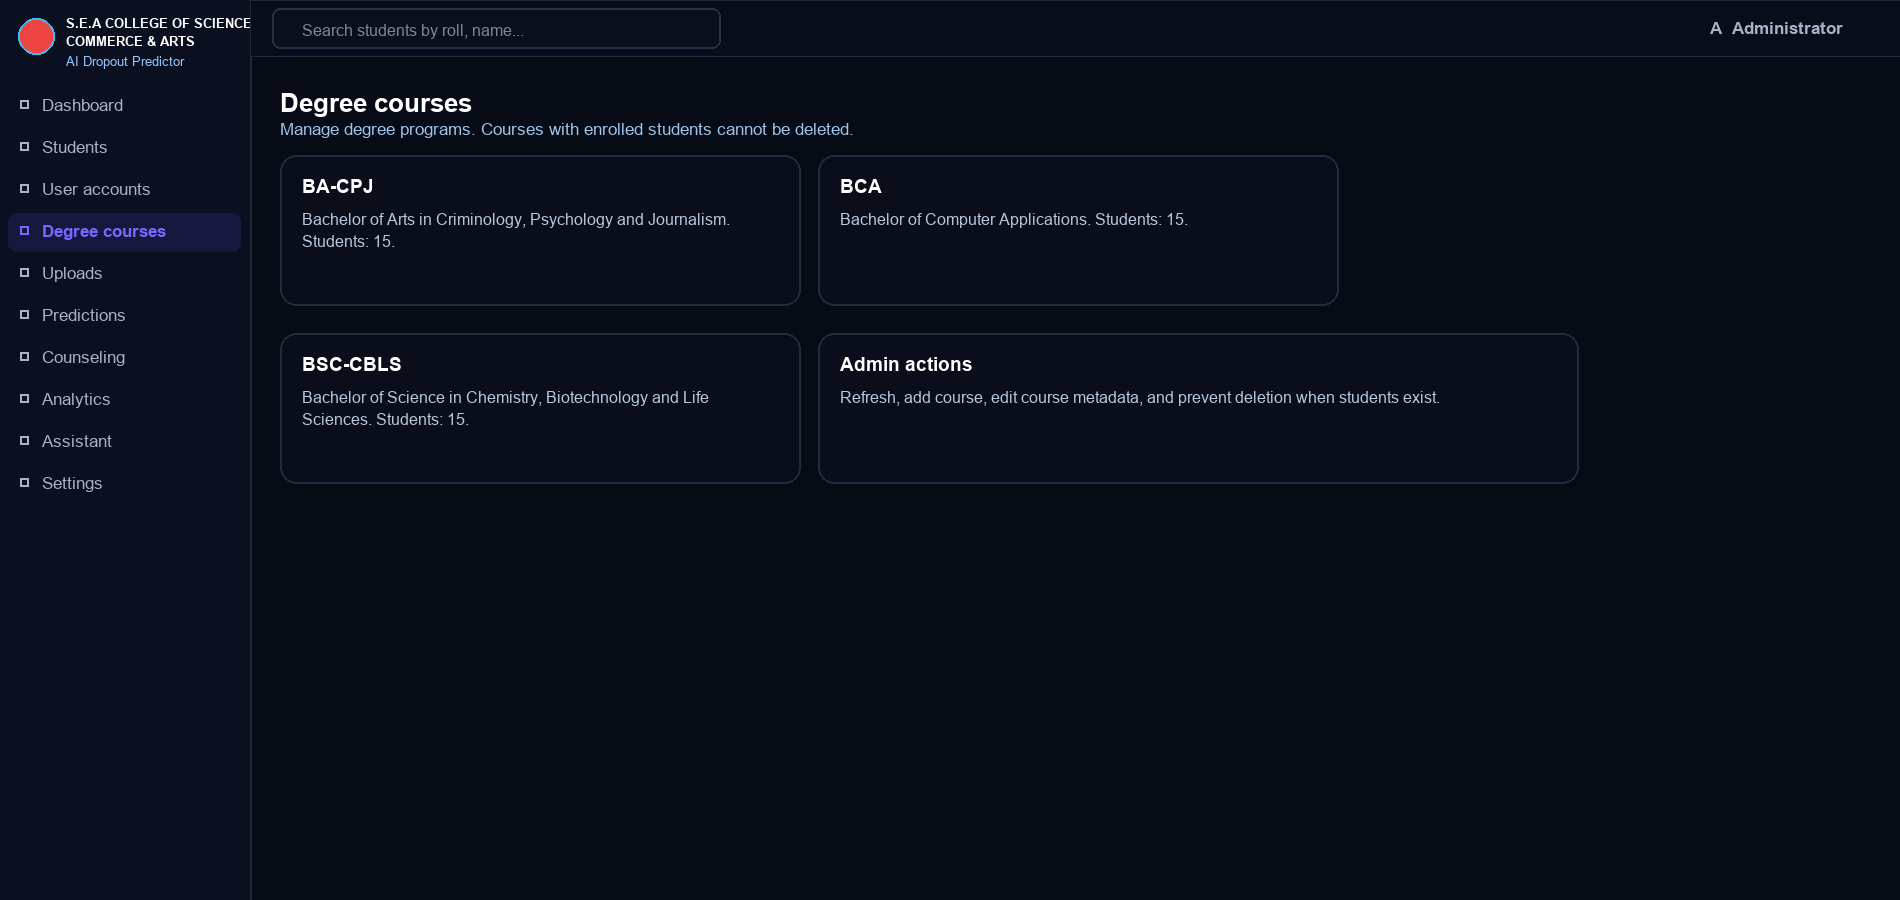 S.E.A COLLEGE OF SCIENCE
COMMERCE & ARTS
AI Dropout Predictor
Dashboard
Students
User accounts
Degree courses
Uploads
Predictions
Counseling
Analytics
Assistant
Settings
Search students by roll, name...
A Administrator
Degree courses
Manage degree programs. Courses with enrolled students cannot be deleted.
BA-CPJ
Bachelor of Arts in Criminology, Psychology and Journalism.
Students: 15.
BCA
Bachelor of Computer Applications. Students: 15.
BSC-CBLS
Bachelor of Science in Chemistry, Biotechnology and Life
Sciences. Students: 15.
Admin actions
Refresh, add course, edit course metadata, and prevent deletion when students exist.